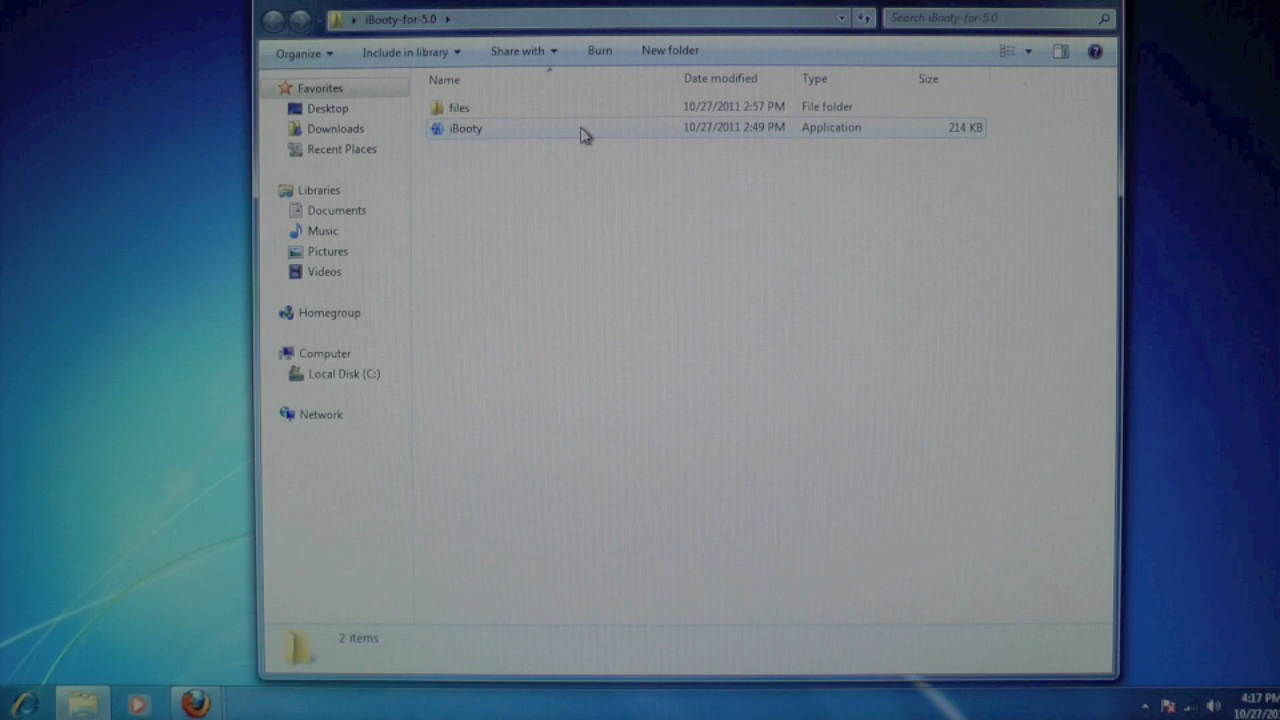 iBooty-for-5.0
Search iBooty-for-5.0
Organize Include in library Share with Burn New folder
Name Date modified Type Size
Favorites
files 10/27/2011 2:57 PM File folder
Desktop
iBooty 10/27/2011 2:49 PM Application 214 KB
Downloads
Recent Places
Libraries
Documents
Music
Pictures
Videos
Homegroup
Computer
Local Disk (C:)
Network
2 items
4:17 PM
10/27/20